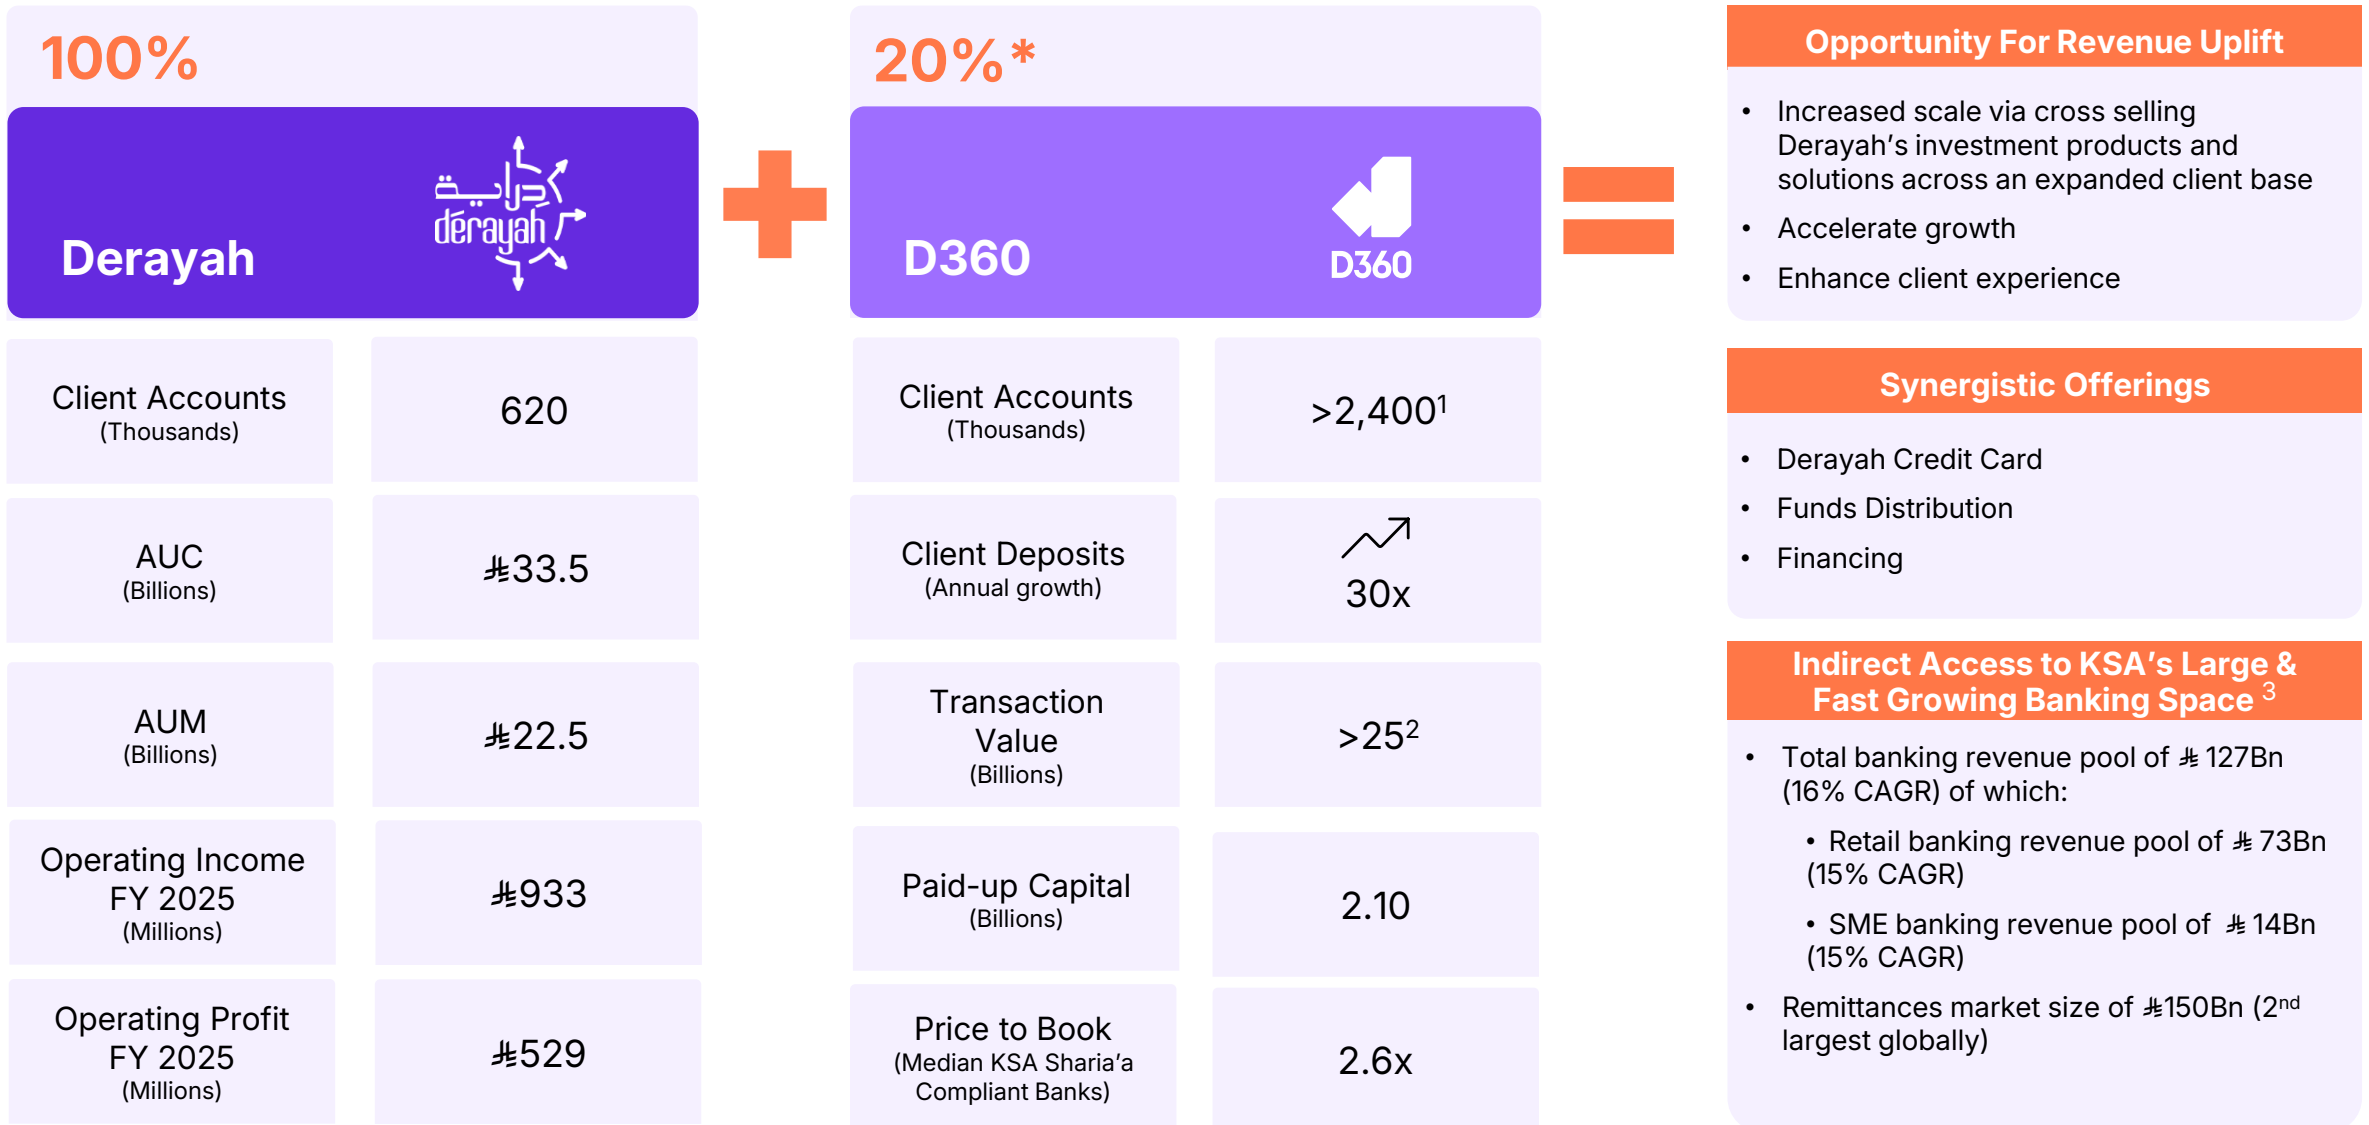 100%
Derayah
دراية
dérayah
Client Accounts
(Thousands)
620
AUC
(Billions)
⃁33.5
AUM
(Billions)
⃁22.5
Operating Income
FY 2025
(Millions)
⃁933
Operating Profit
FY 2025
(Millions)
⃁529
20%*
D360
D360
Client Accounts
(Thousands)
>2,400¹
Client Deposits
(Annual growth)
30x
Transaction
Value
(Billions)
>25²
Paid-up Capital
(Billions)
2.10
Price to Book
(Median KSA Sharia’a
Compliant Banks)
2.6x
Opportunity For Revenue Uplift
• Increased scale via cross selling
Derayah’s investment products and
solutions across an expanded client base
• Accelerate growth
• Enhance client experience
Synergistic Offerings
• Derayah Credit Card
• Funds Distribution
• Financing
Indirect Access to KSA’s Large &
Fast Growing Banking Space ³
• Total banking revenue pool of ⃁ 127Bn
(16% CAGR) of which:
• Retail banking revenue pool of ⃁ 73Bn
(15% CAGR)
• SME banking revenue pool of ⃁ 14Bn
(15% CAGR)
• Remittances market size of ⃁150Bn (2nd
largest globally)